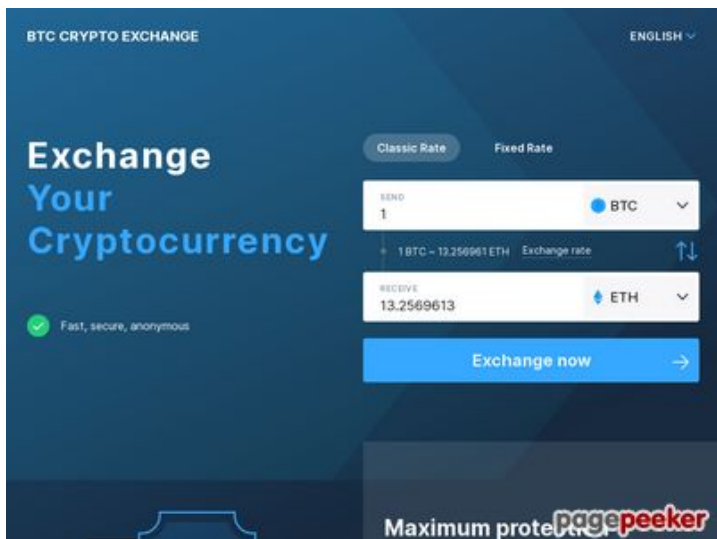 BTC CRYPTO EXCHANGE
ENGLISH
Exchange
Your
Cryptocurrency
Fast, secure, anonymous
Classic Rate
Fixed Rate
SEND
1
BTC
1 BTC ~ 13.256961 ETH Exchange rate
RECEIVE
13.2569613
ETH
Exchange now
Maximum protection
pagepeeker